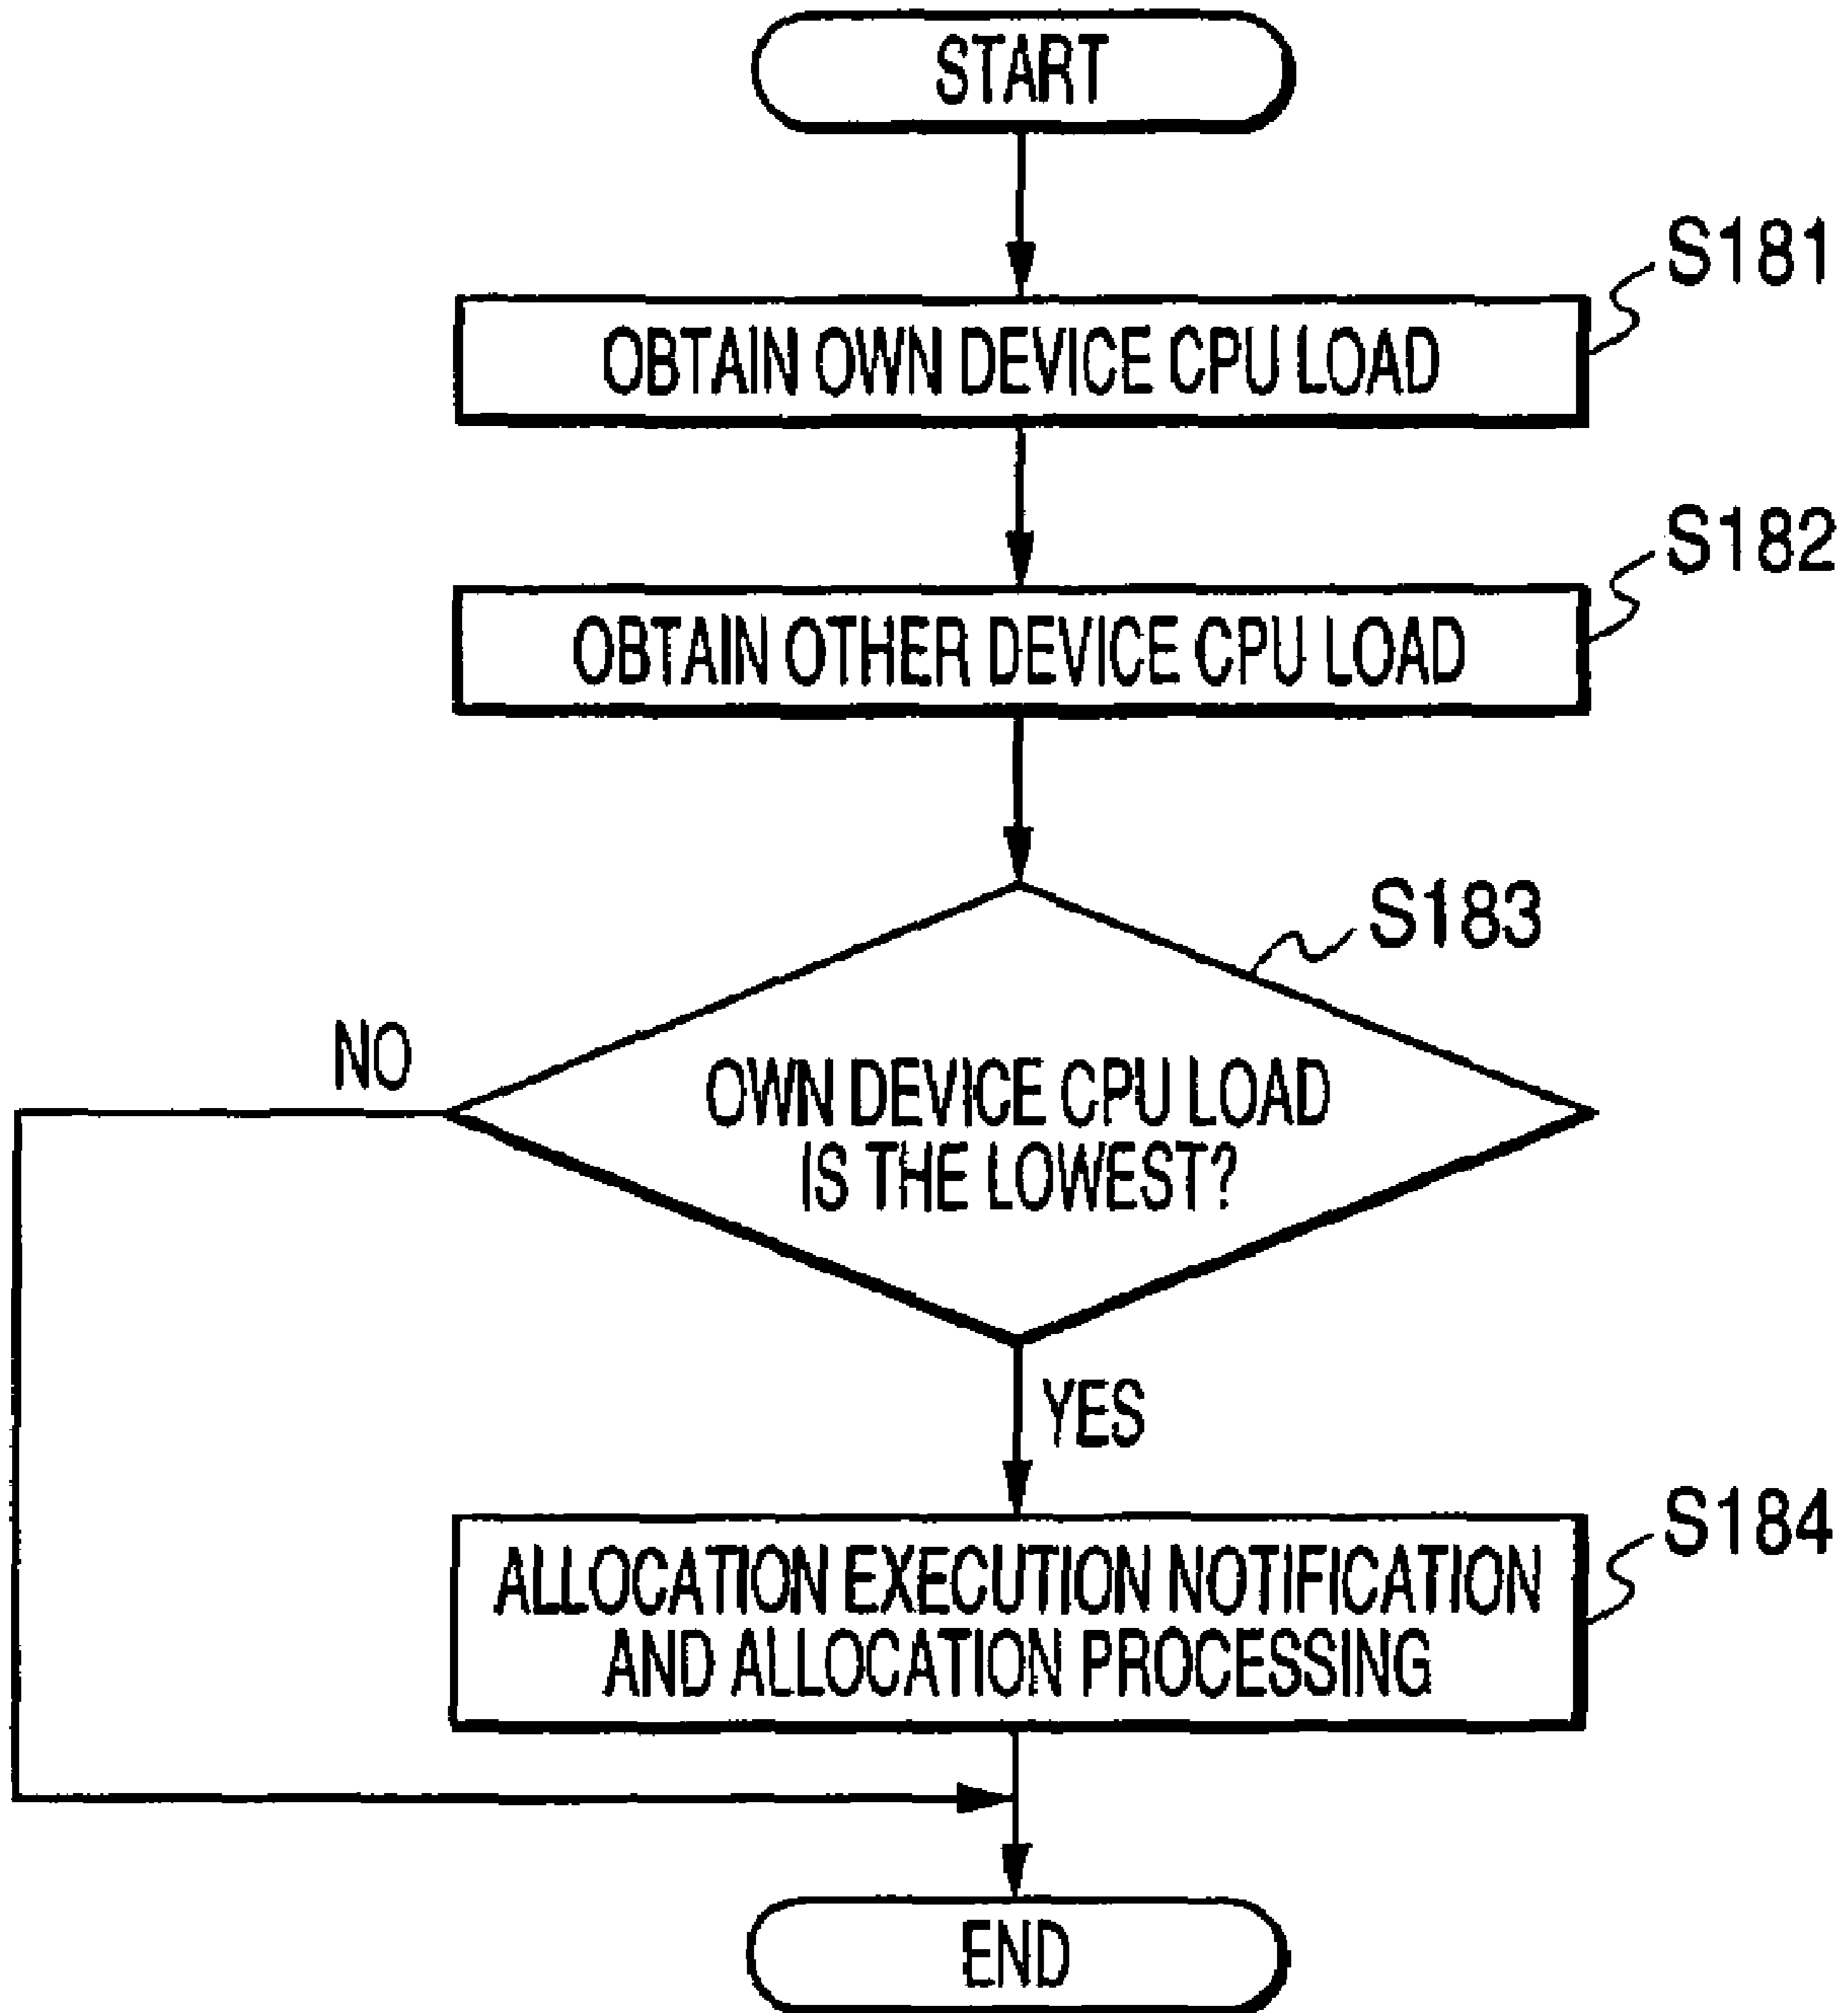 START
S181
OBTAIN OWN DEVICE CPU LOAD
S182
OBTAIN OTHER DEVICE CPU LOAD
S183
NO
OWN DEVICE CPU LOAD
IS THE LOWEST?
YES
S184
ALLOCATION EXECUTION NOTIFICATION
AND ALLOCATION PROCESSING
END